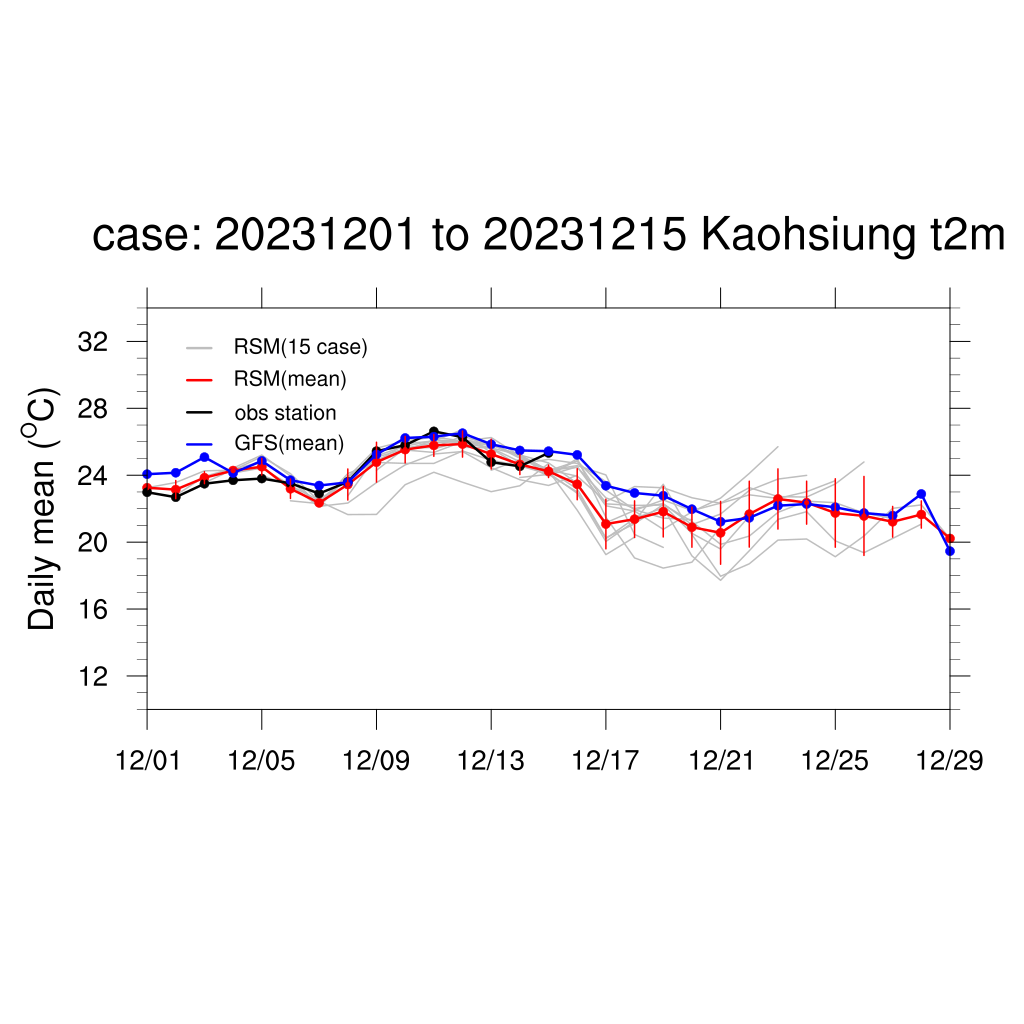 case: 20231201 to 20231215 Kaohsiung t2m
RSM(15 case)
RSM(mean)
obs station
GFS(mean)
Daily mean (OC)
32
28
24
20
16
12
12/01 12/05 12/09 12/13 12/17 12/21 12/25 12/29